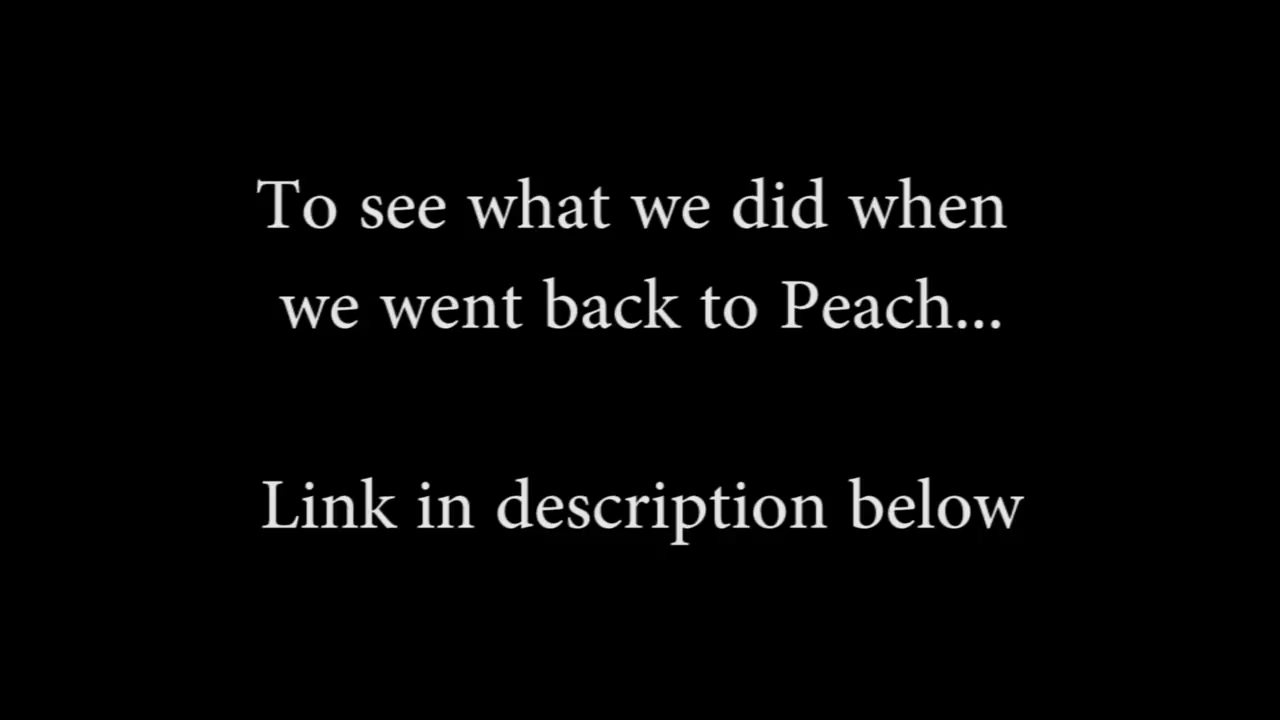 To see what we did when
we went back to Peach...
Link in description below